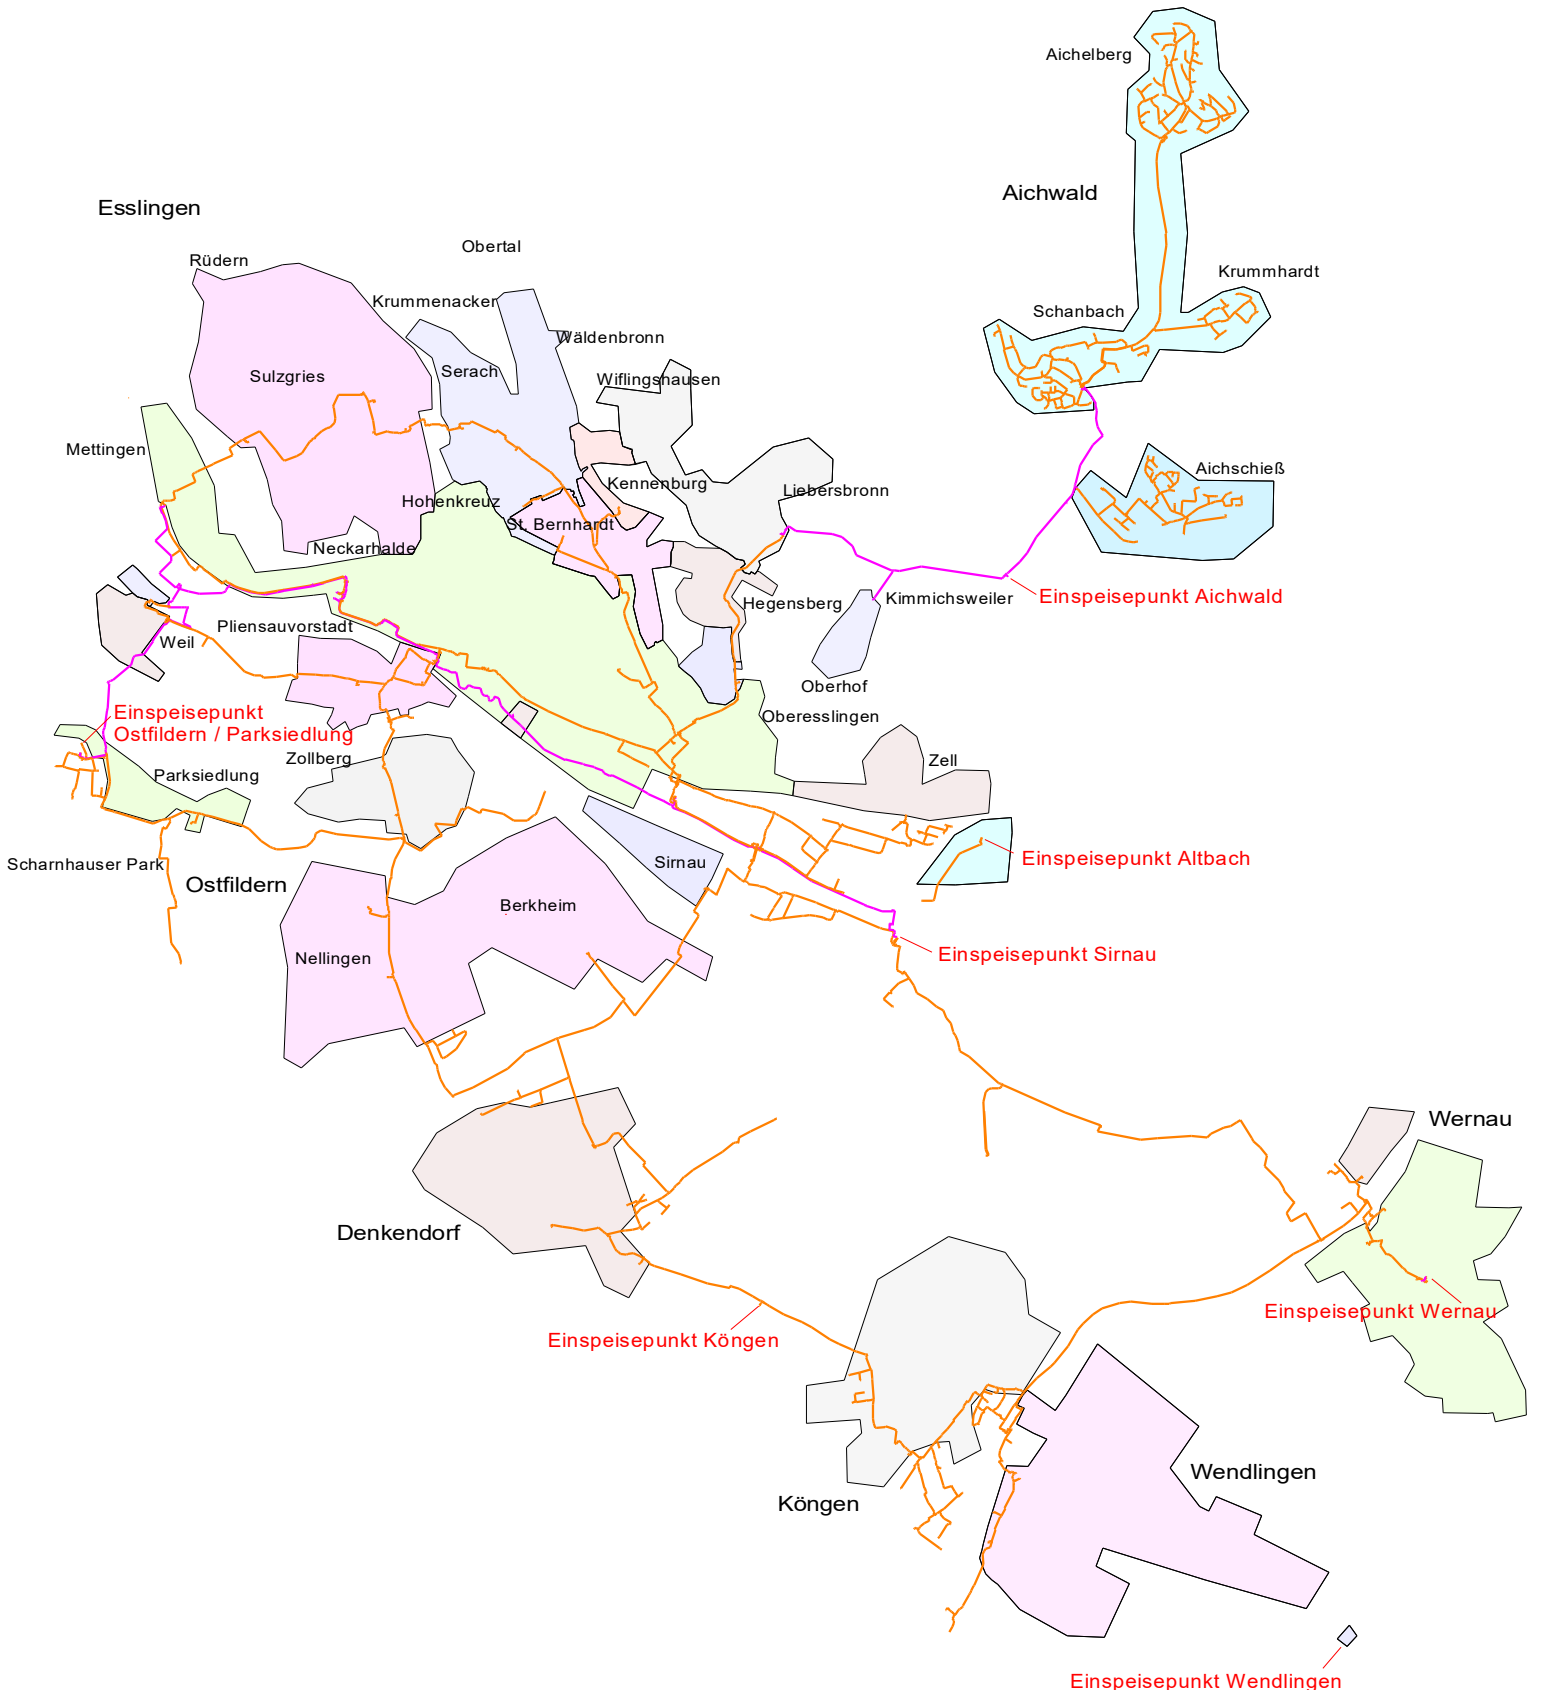 Aichelberg
Aichwald
Esslingen
Obertal
Rüdern
Krummhardt
Krummenacker
Schanbach
Wäldenbronn
Serach
Wiflingshausen
Sulzgries
Mettingen
Aichschieß
Kennenburg
Liebersbronn
Hohenkreuz
St. Bernhardt
Neckarhalde
Kimmichsweiler
Einspeisepunkt Aichwald
Hegensberg
Pliensauvorstadt
Weil
Oberhof
Einspeisepunkt
Ostfildern / Parksiedlung
Oberesslingen
Zollberg
Zell
Parksiedlung
Einspeisepunkt Altbach
Scharnhauser Park
Sirnau
Ostfildern
Berkheim
Einspeisepunkt Sirnau
Nellingen
Wernau
Denkendorf
Einspeisepunkt Wernau
Einspeisepunkt Köngen
Wendlingen
Köngen
Einspeisepunkt Wendlingen